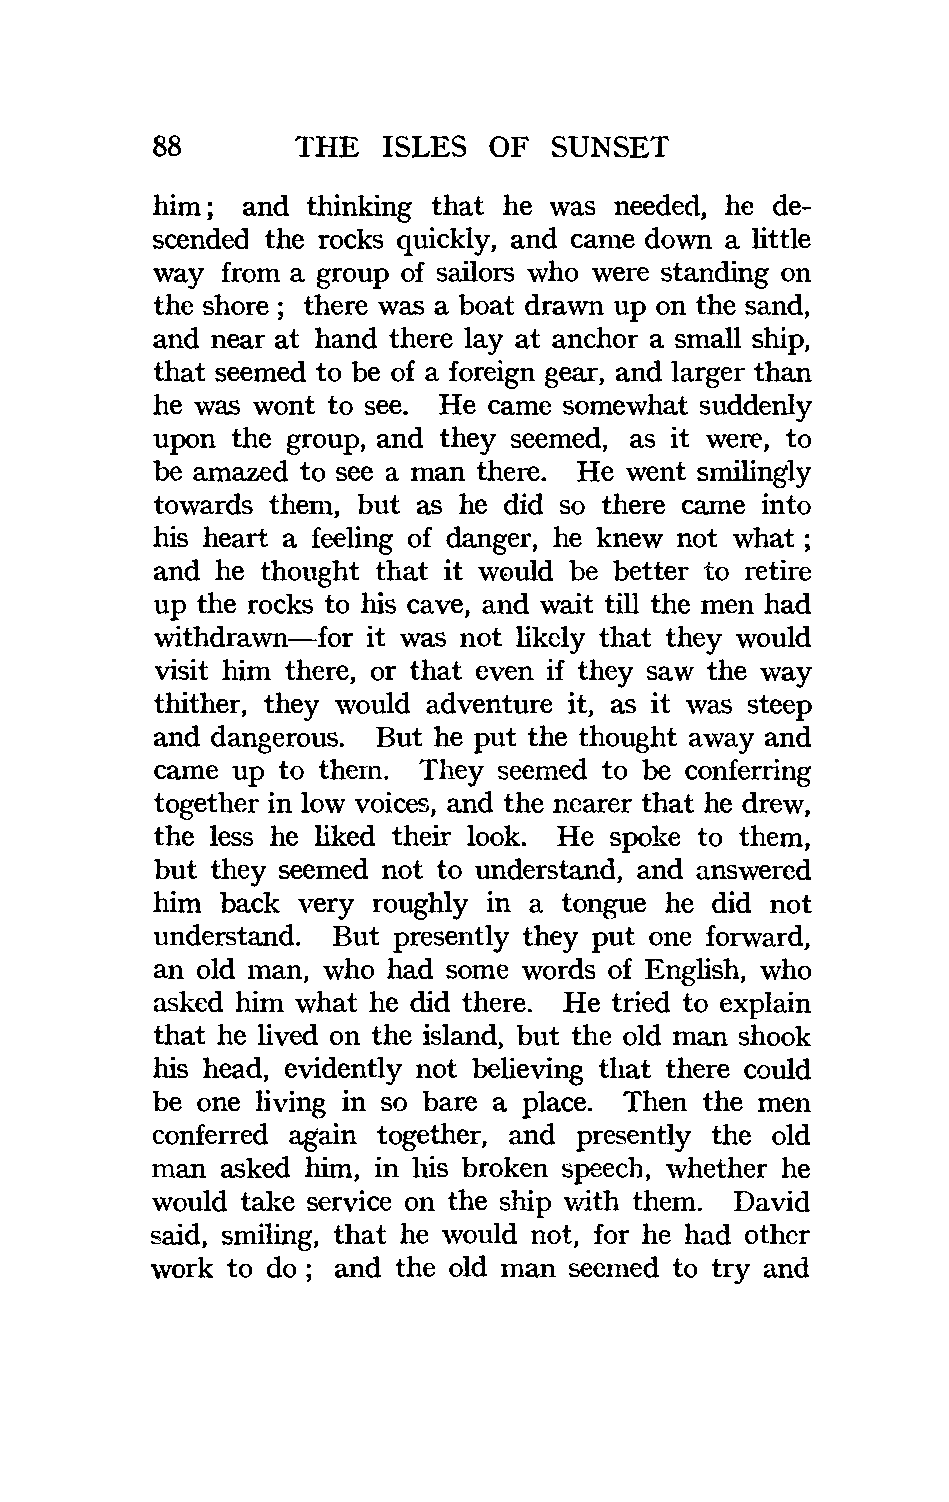 88 THE ISLES OF SUNSET
him; and thinking that he was needed, he de-
scended the rocks quickly, and came down a little
way from a group of sailors who were standing on
the shore ; there was a boat drawn up on the sand,
and near at hand there lay at anchor a small ship,
that seemed to be of a foreign gear, and larger than
he was wont to see. He came somewhat suddenly
upon the group, and they seemed, as it were, to
be amazed to see a man there. He went smilingly
towards them, but as he did so there came into
his heart a feeling of danger, he knew not what ;
and he thought that it would be better to retire
up the rocks to his cave, and wait till the men had
withdrawn—for it was not likely that they would
visit him there, or that even if they saw the way
thither, they would adventure it, as it was steep
and dangerous. But he put the thought away and
came up to them. They seemed to be conferring
together in low voices, and the nearer that he drew,
the less he liked their look. He spoke to them,
but they seemed not to understand, and answered
him back very roughly in a tongue he did not
understand. But presently they put one forward,
an old man, who had some words of English, who
asked him what he did there. He tried to explain
that he lived on the island, but the old man shook
his head, evidently not believing that there could
be one living in so bare a place. Then the men
conferred again together, and presently the old
man asked him, in his broken speech, whether he
would take service on the ship with them. David
said, smiling, that he would not, for he had other
work to do ; and the old man seemed to try and